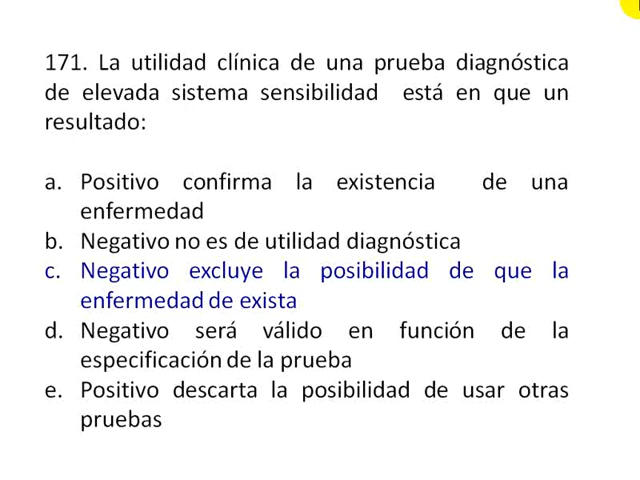 171. La utilidad clínica de una prueba diagnóstica
de elevada sistema sensibilidad está en que un
resultado:
a. Positivo confirma la existencia de una
enfermedad
b. Negativo no es de utilidad diagnóstica
c. Negativo excluye la posibilidad de que la
enfermedad de exista
d. Negativo será válido en función de la
especificación de la prueba
e. Positivo descarta la posibilidad de usar otras
pruebas